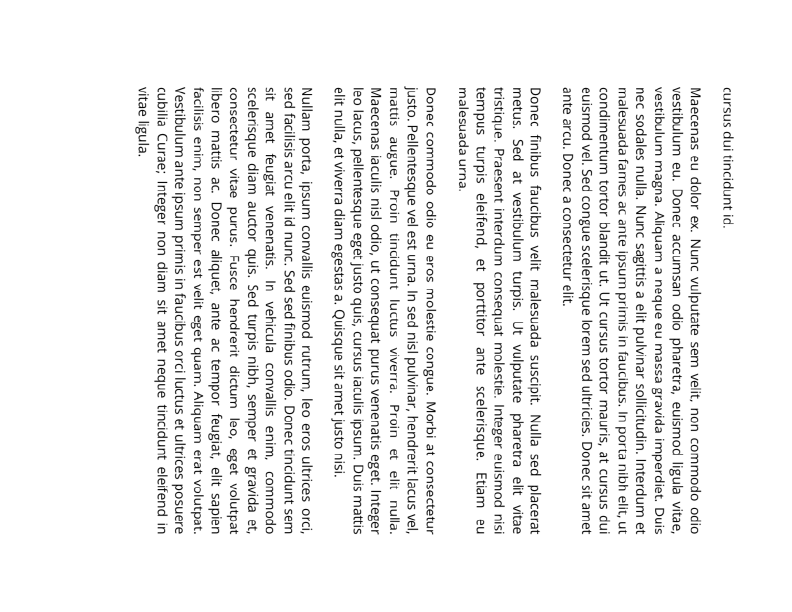 cursus dui tincidunt id.
Maecenas eu dolor ex. Nunc vulputate sem velit, non commodo odio
vestibulum eu. Donec accumsan odio pharetra, euismod ligula vitae,
vestibulum magna. Aliquam a neque eu massa gravida imperdiet. Duis
nec sodales nulla. Nunc sagittis a elit pulvinar sollicitudin. Interdum et
malesuada fames ac ante ipsum primis in faucibus. In porta nibh elit, ut
condimentum tortor blandit ut. Ut cursus tortor mauris, at cursus dui
euismod vel. Sed congue scelerisque lorem sed ultricies. Donec sit amet
ante arcu. Donec a consectetur elit.
Donec finibus faucibus velit malesuada suscipit. Nulla sed placerat
metus. Sed at vestibulum turpis. Ut vulputate pharetra elit vitae
tristique. Praesent interdum consequat molestie. Integer euismod nisi
tempus turpis eleifend, et porttitor ante scelerisque. Etiam eu
malesuada urna.
Donec commodo odio eu eros molestie congue. Morbi at consectetur
justo. Pellentesque vel est urna. In sed nisl pulvinar, hendrerit lacus vel,
mattis augue. Proin tincidunt luctus viverra. Proin et elit nulla.
Maecenas iaculis nisl odio, ut consequat purus venenatis eget. Integer
leo lacus, pellentesque eget justo quis, cursus iaculis ipsum. Duis mattis
elit nulla, et viverra diam egestas a. Quisque sit amet justo nisi.
Nullam porta, ipsum convallis euismod rutrum, leo eros ultrices orci,
sed facilisis arcu elit id nunc. Sed sed finibus odio. Donec tincidunt sem
sit amet feugiat venenatis. In vehicula convallis enim, commodo
scelerisque diam auctor quis. Sed turpis nibh, semper et gravida et,
consectetur vitae purus. Fusce hendrerit dictum leo, eget volutpat
libero mattis ac. Donec aliquet, ante ac tempor feugiat, elit sapien
facilisis enim, non semper est velit eget quam. Aliquam erat volutpat.
Vestibulum ante ipsum primis in faucibus orci luctus et ultrices posuere
cubilia Curae; Integer non diam sit amet neque tincidunt eleifend in
vitae ligula.